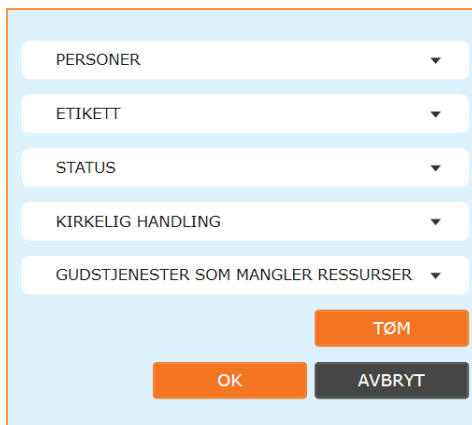 PERSONER
ETIKETT
STATUS
KIRKELIG HANDLING
GUDSTJENESTER SOM MANGLER RESSURSER
TØM
OK AVBRYT